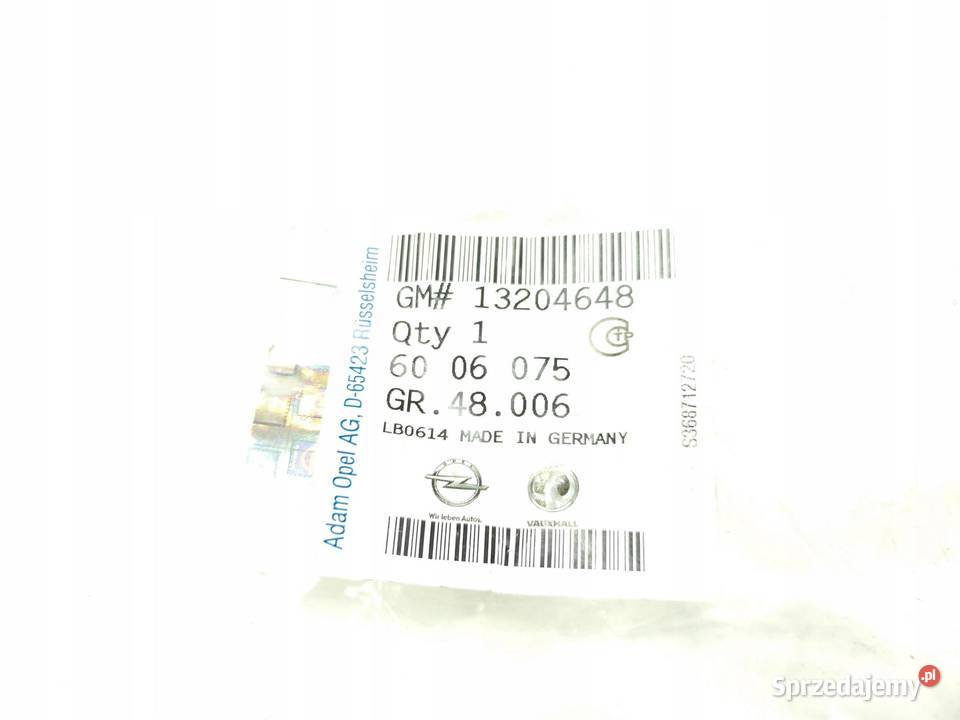 GM# 13204648
Qty 1
60 06 075
GR.48.006
LB0614 MADE IN GERMANY
OPEL
Wir leben Autos.
VAUXHALL
Adam Opel AG, D-65423 Rüsselsheim
S368712720
Sprzedajemy.pl